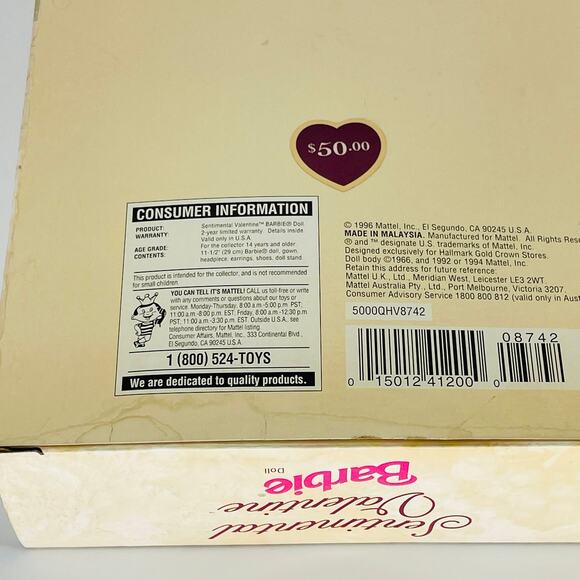 $50.00
CONSUMER INFORMATION
PRODUCT: Sentimental Valentine™ BARBIE® Doll
WARRANTY: 2-year limited warranty. Details inside
Valid only in U.S.A.
AGE GRADE: For the collector 14 years and older
CONTENTS: 11-1/2" (29 cm) Barbie® doll, gown,
headpiece, earrings, shoes, doll stand
This product is intended for the collector, and is not recommended
for small children.
YOU CAN TELL IT'S MATTEL! CALL us toll-free or write
with any comments or questions about our toys or
service. Monday-Thursday, 8:00 a.m.-5:00 p.m.
PST; 11:00 a.m.-3:30 p.m. EST; Friday, 8:00 a.m.-12:30 p.m.
PST; 11:00 a.m.-3:30 p.m. EST. Outside U.S.A., see
telephone directory for Mattel listing.
Consumer Affairs, Mattel, Inc., 333 Continental Blvd.,
El Segundo, CA 90245 U.S.A.
1 (800) 524-TOYS
We are dedicated to quality products.
© 1996 Mattel, Inc., El Segundo, CA 90245 U.S.A.
MADE IN MALAYSIA. Manufactured for Mattel. All Rights Rese
® and ™ designate U.S. trademarks of Mattel, Inc.
Designed exclusively for Hallmark Gold Crown Stores.
Doll body ©1966, and 1992 or 1994 Mattel, Inc.
Retain this address for future reference:
Mattel U.K., Ltd., Meridian West, Leicester LE3 2WT.
Mattel Australia Pty., Ltd., Port Melbourne, Victoria 3207.
Consumer Advisory Service 1800 800 812 (valid only in Aust
5000QHV8742
08742
0 15012 41200 0
Sentimental
Valentine™
Barbie
Doll